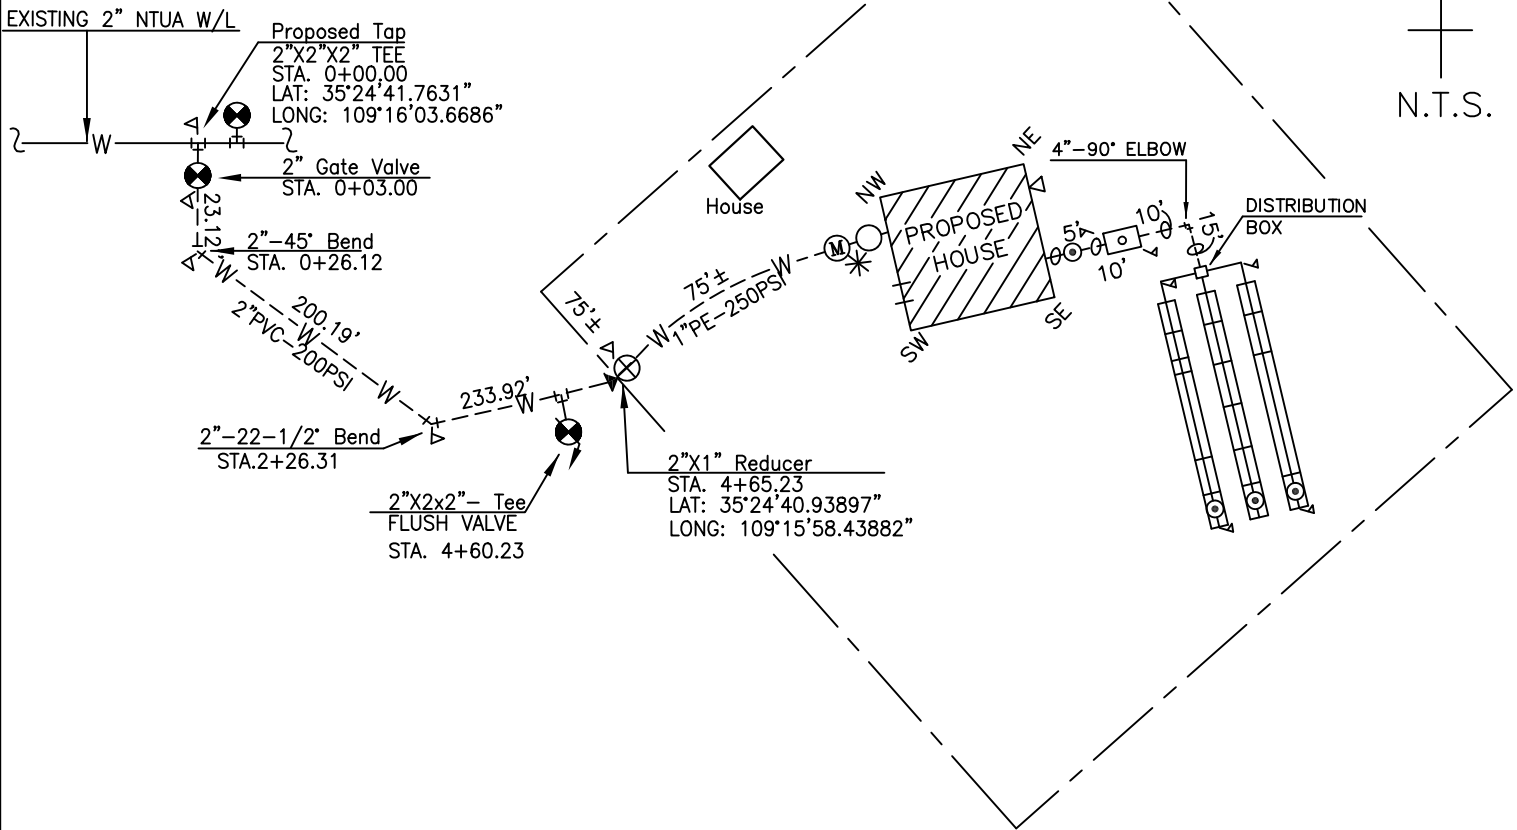 EXISTING 2" NTUA W/L
Proposed Tap
2"X2"X2" TEE
STA. 0+00.00
LAT: 35°24'41.7631"
LONG: 109°16'03.6686"
W
2" Gate Valve
STA. 0+03.00
23.12'
2"-45° Bend
STA. 0+26.12
W
200.19'
W
2"PVC-200PSI
W
2"-22-1/2° Bend
STA.2+26.31
233.92'
W
2"X2x2"- Tee
FLUSH VALVE
STA. 4+60.23
2"X1" Reducer
STA. 4+65.23
LAT: 35°24'40.93897"
LONG: 109°15'58.43882"
75'±
W
75'±
1"PE-250PSI
W
M
House
NW
NE
SW
SE
PROPOSED
HOUSE
5'
10'
10'
15'
4"-90° ELBOW
DISTRIBUTION
BOX
N.T.S.